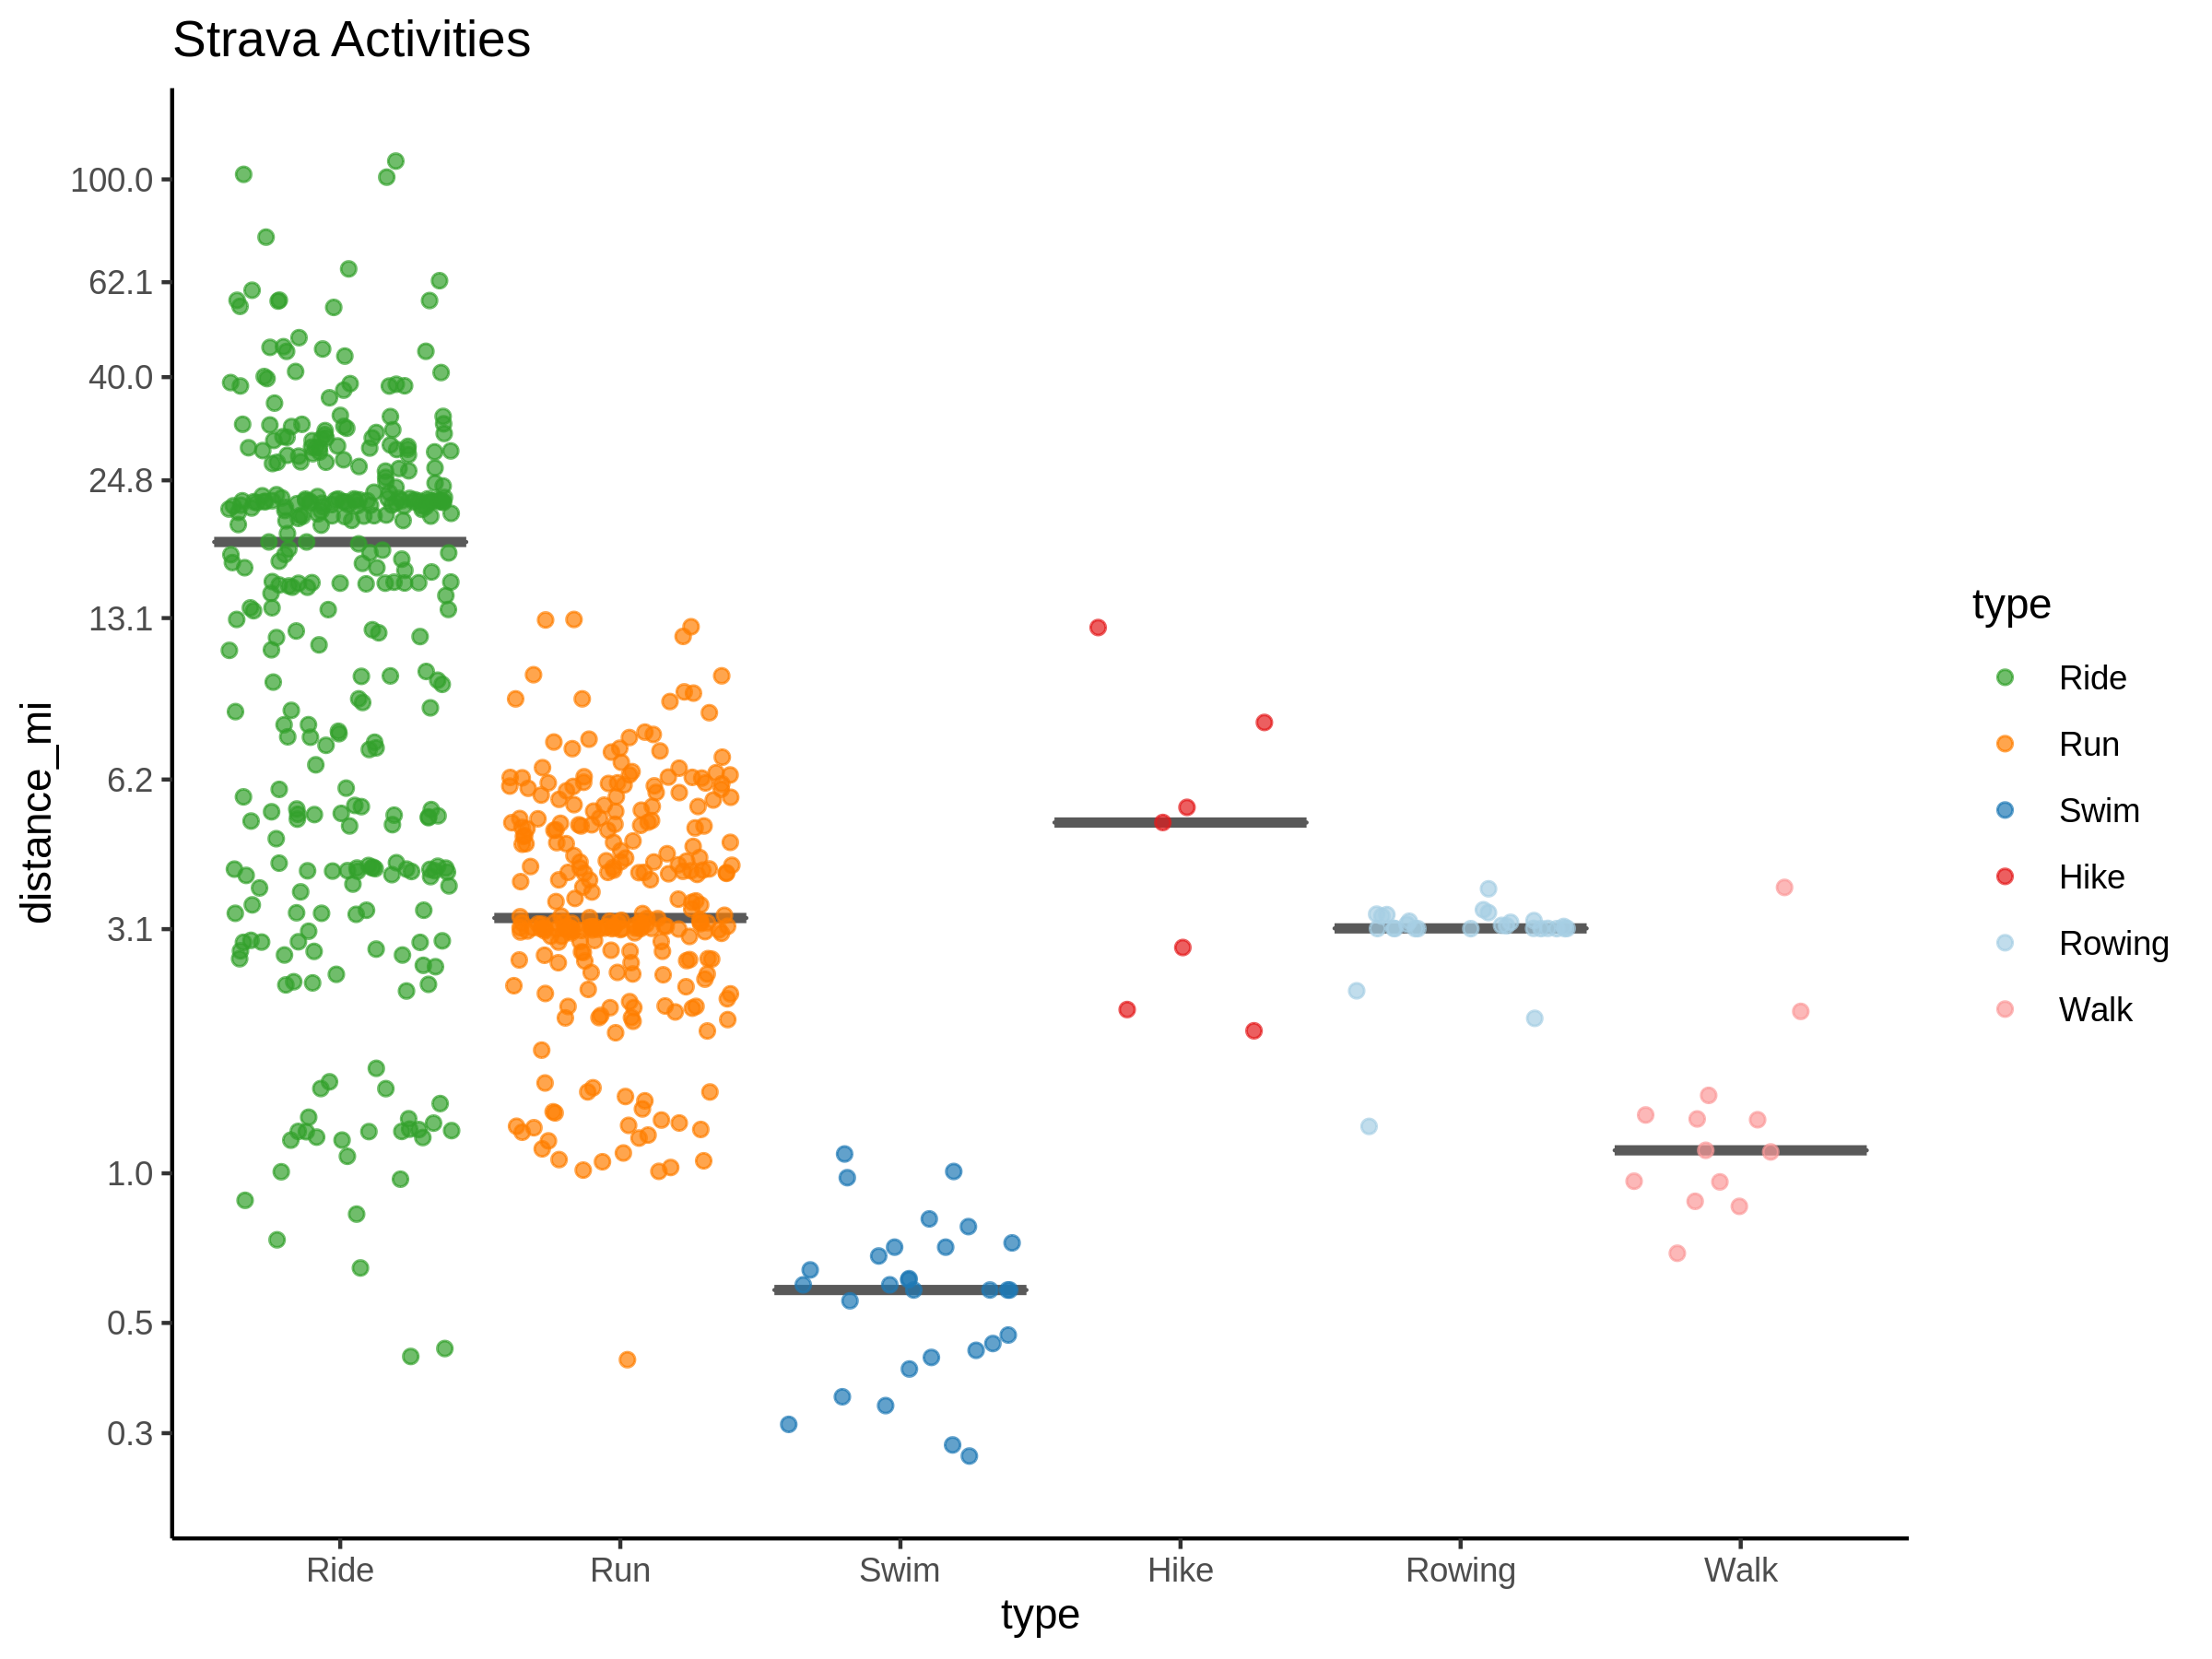 Strava Activities
distance_mi
100.0
62.1
40.0
24.8
13.1
6.2
3.1
1.0
0.5
0.3
Ride
Run
Swim
Hike
Rowing
Walk
type
type
Ride
Run
Swim
Hike
Rowing
Walk